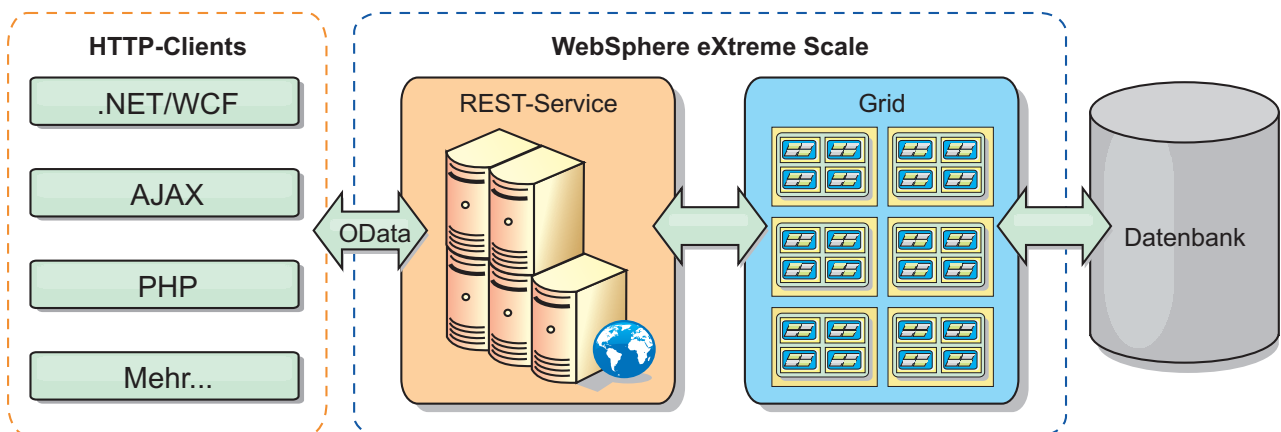 HTTP-Clients
.NET/WCF
AJAX
PHP
Mehr...
OData
WebSphere eXtreme Scale
REST-Service
Grid
Datenbank